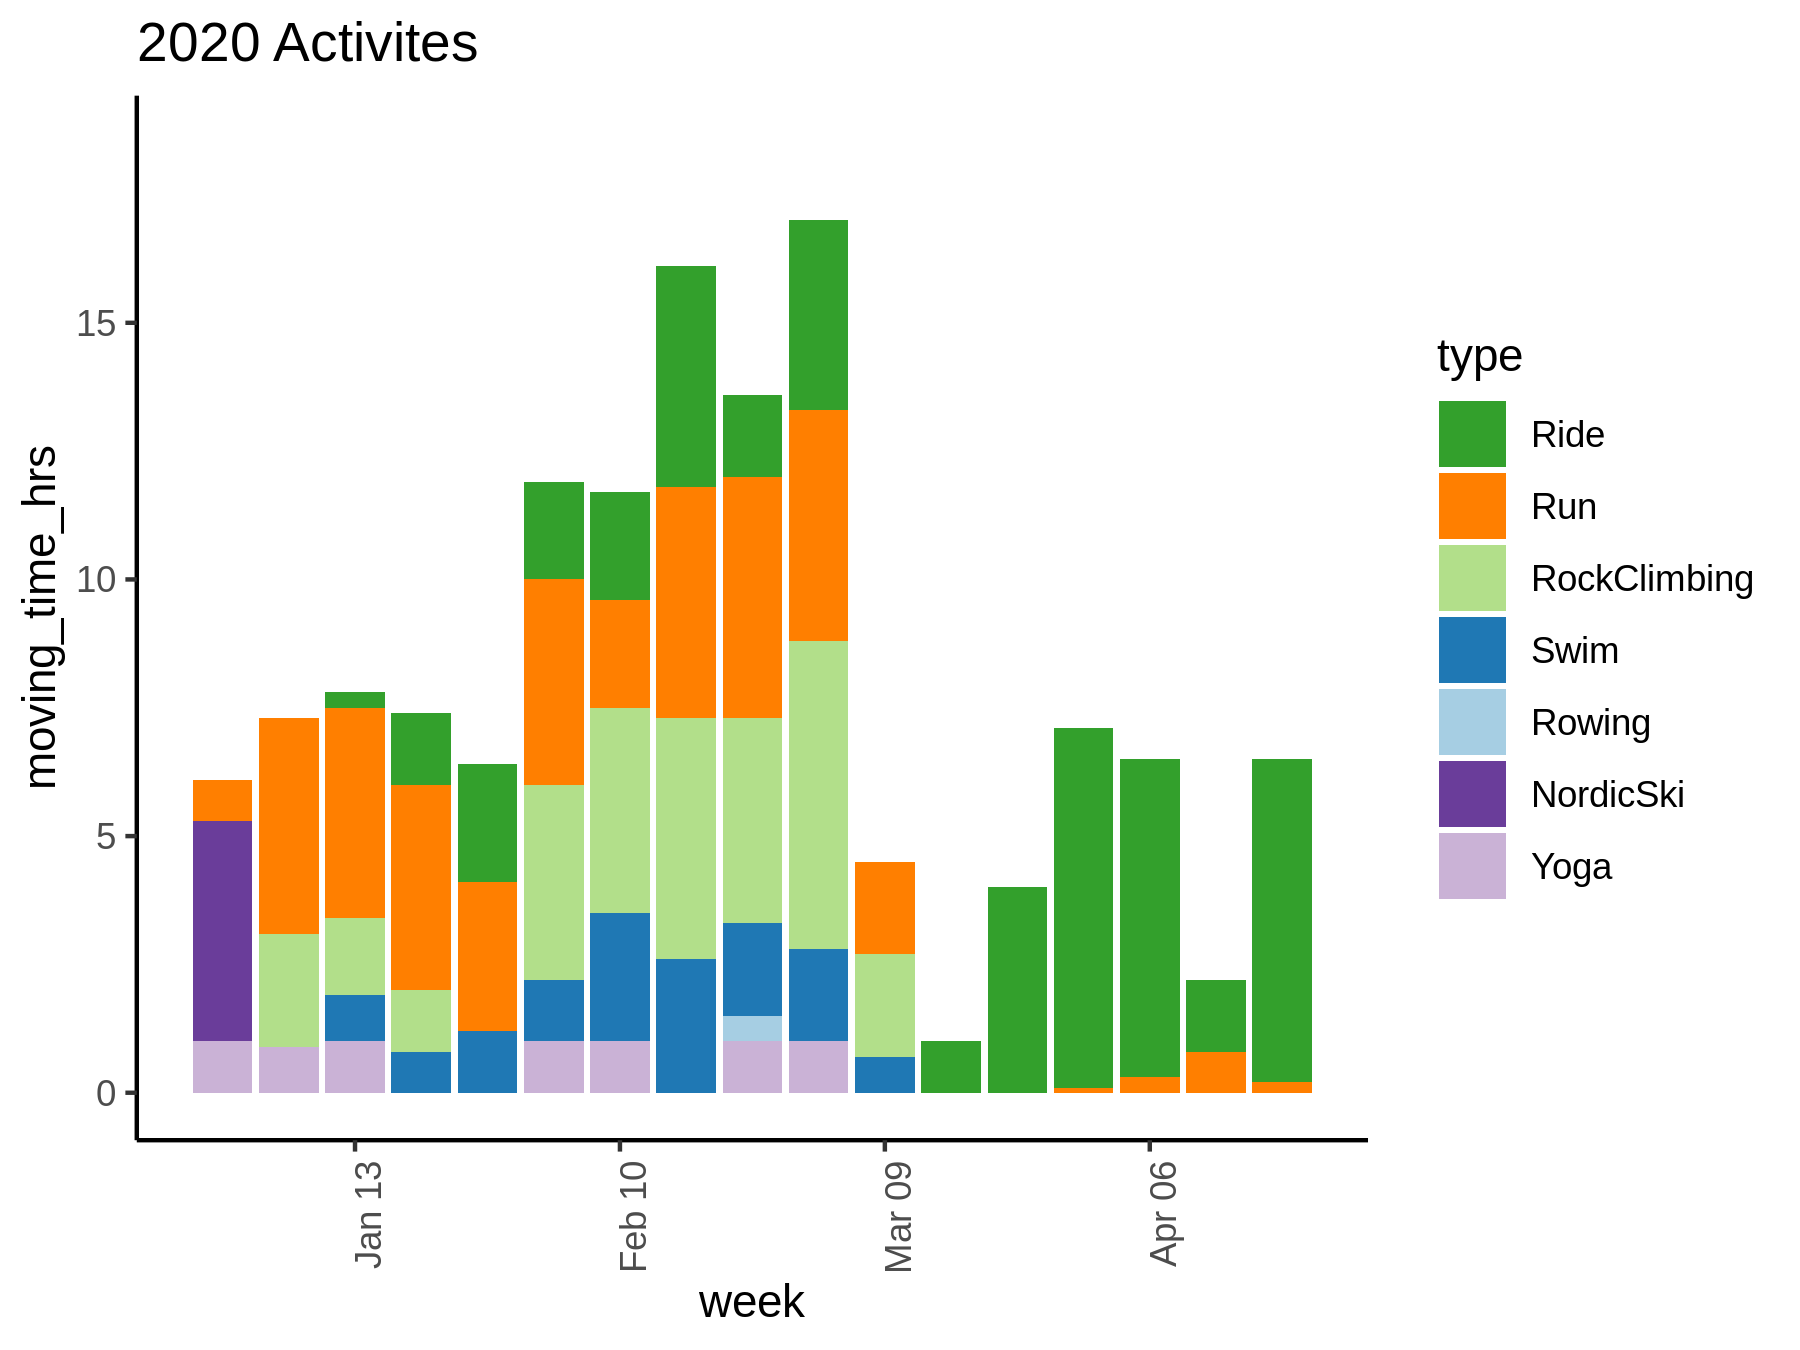 2020 Activites
moving_time_hrs
15
10
5
0
Jan 13
Feb 10
Mar 09
Apr 06
week
type
Ride
Run
RockClimbing
Swim
Rowing
NordicSki
Yoga